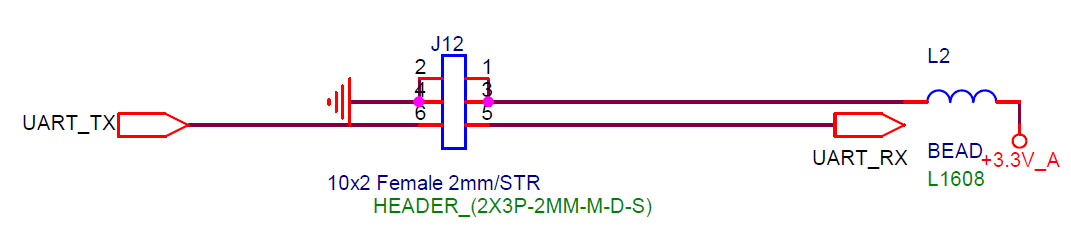 J12
L2
2 1
4 3
6 5
UART_TX
UART_RX
BEAD
+3.3V_A
L1608
10x2 Female 2mm/STR
HEADER_(2X3P-2MM-M-D-S)